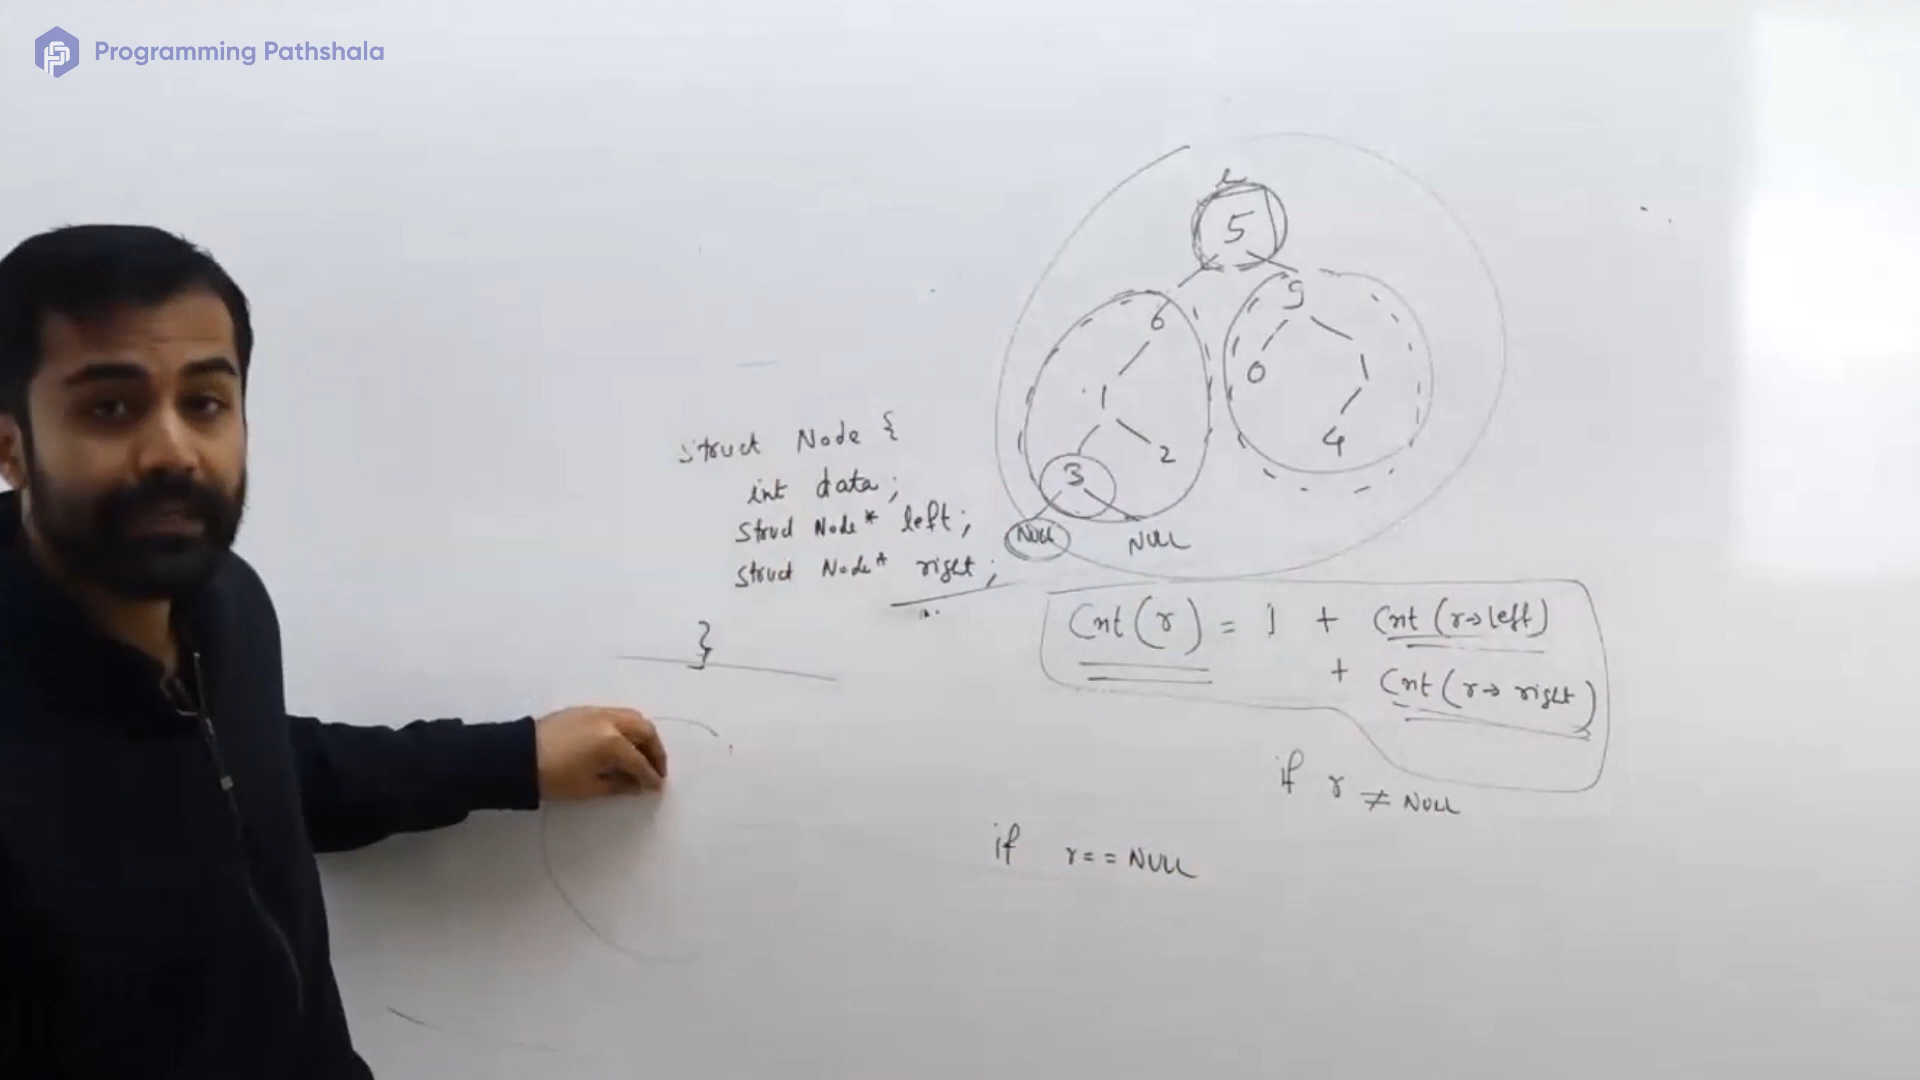 Programming Pathshala
5
6
9
1
0
3
2
4
NULL
NULL
struct Node {
int data;
struct Node* left;
struct Node* right;
}
Cnt(r) = 1 + Cnt(r→left)
+ Cnt(r→right)
if r ≠ NULL
if r == NULL